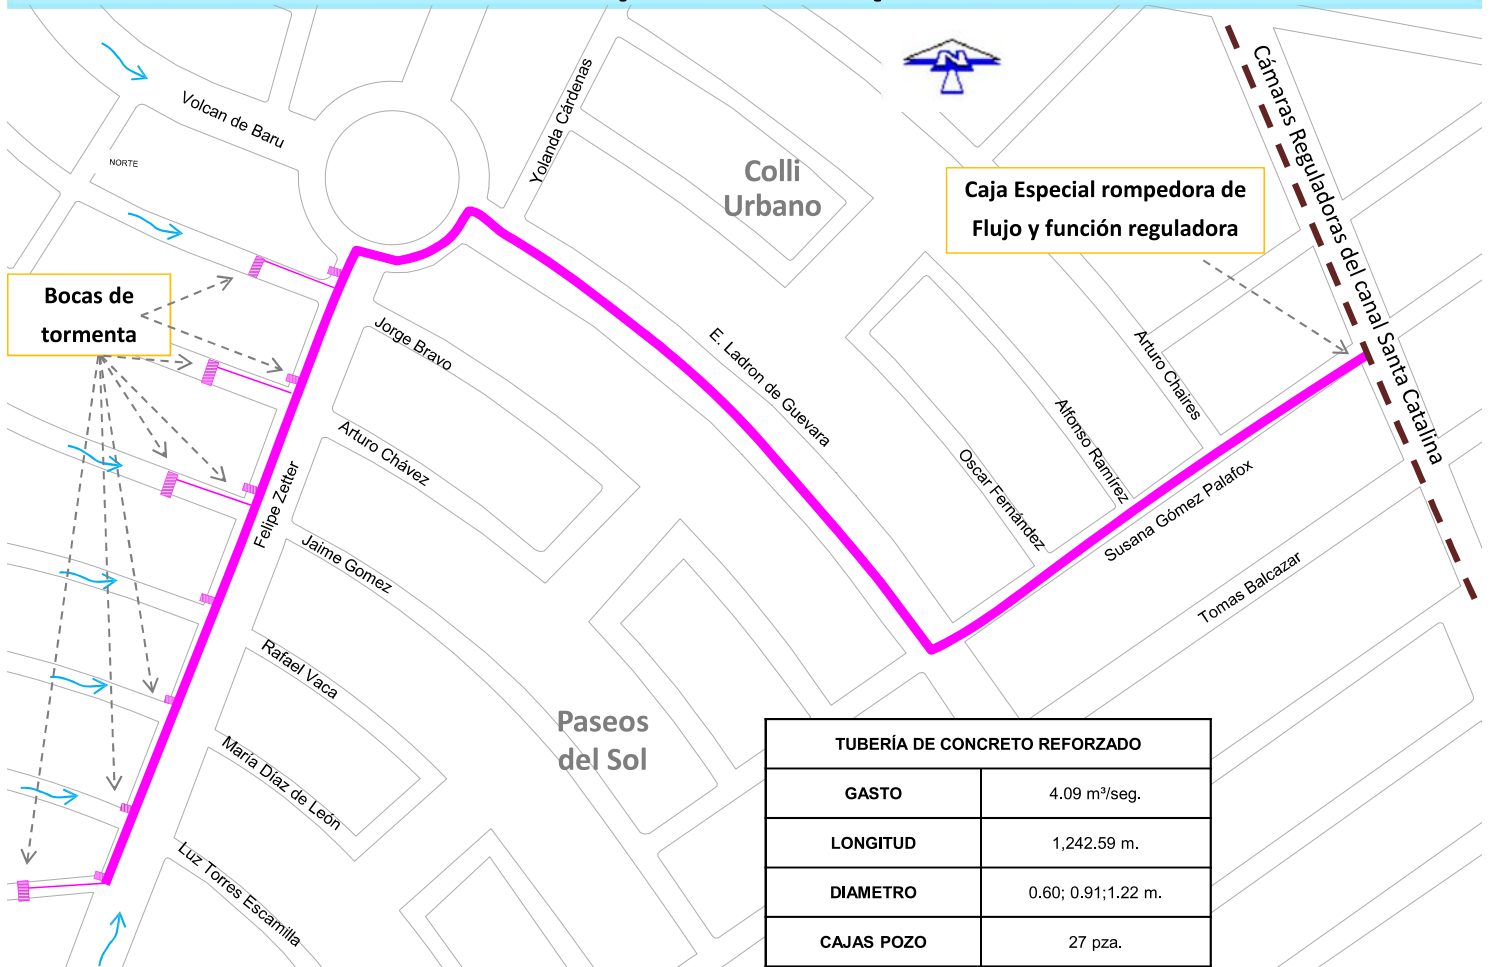 Cámaras Reguladoras del canal Santa Catalina
N
Yolanda Cárdenas
Volcan de Baru
NORTE
Colli
Urbano
Caja Especial rompedora de
Flujo y función reguladora
Bocas de
tormenta
Jorge Bravo
E. Ladron de Guevara
Arturo Chaires
Alfonso Ramírez
Oscar Fernández
Arturo Chávez
Felipe Zetter
Susana Gómez Palafox
Jaime Gomez
Tomas Balcazar
Rafael Vaca
Paseos
del Sol
María Díaz de León
Luz Torres Escamilla
TUBERÍA DE CONCRETO REFORZADO
GASTO 4.09 m³/seg.
LONGITUD 1,242.59 m.
DIAMETRO 0.60; 0.91;1.22 m.
CAJAS POZO 27 pza.